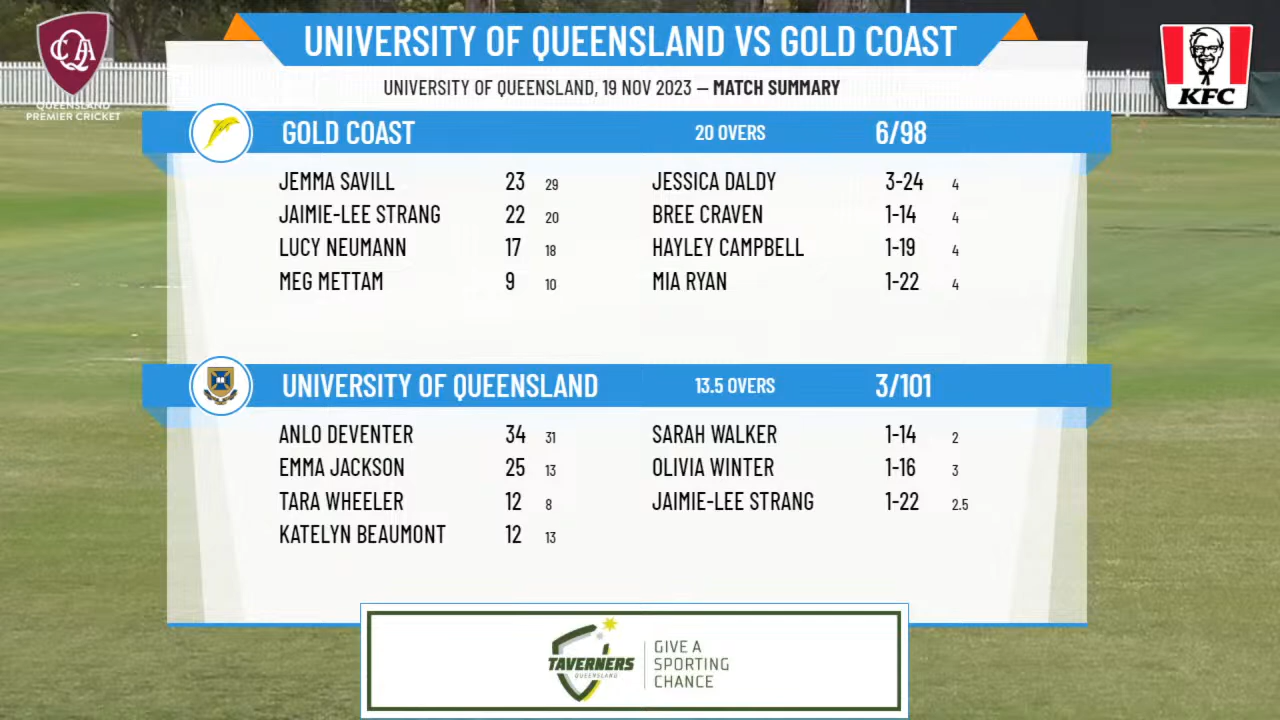 UNIVERSITY OF QUEENSLAND VS GOLD COAST
QUEENSLAND
PREMIER CRICKET
KFC
UNIVERSITY OF QUEENSLAND, 19 NOV 2023 – MATCH SUMMARY
GOLD COAST 20 OVERS 6/98
JEMMA SAVILL 23 29 JESSICA DALDY 3-24 4
JAIMIE-LEE STRANG 22 20 BREE CRAVEN 1-14 4
LUCY NEUMANN 17 18 HAYLEY CAMPBELL 1-19 4
MEG METTAM 9 10 MIA RYAN 1-22 4
UNIVERSITY OF QUEENSLAND 13.5 OVERS 3/101
ANLO DEVENTER 34 31 SARAH WALKER 1-14 2
EMMA JACKSON 25 13 OLIVIA WINTER 1-16 3
TARA WHEELER 12 8 JAIMIE-LEE STRANG 1-22 2.5
KATELYN BEAUMONT 12 13
TAVERNERS
QUEENSLAND
GIVE A
SPORTING
CHANCE